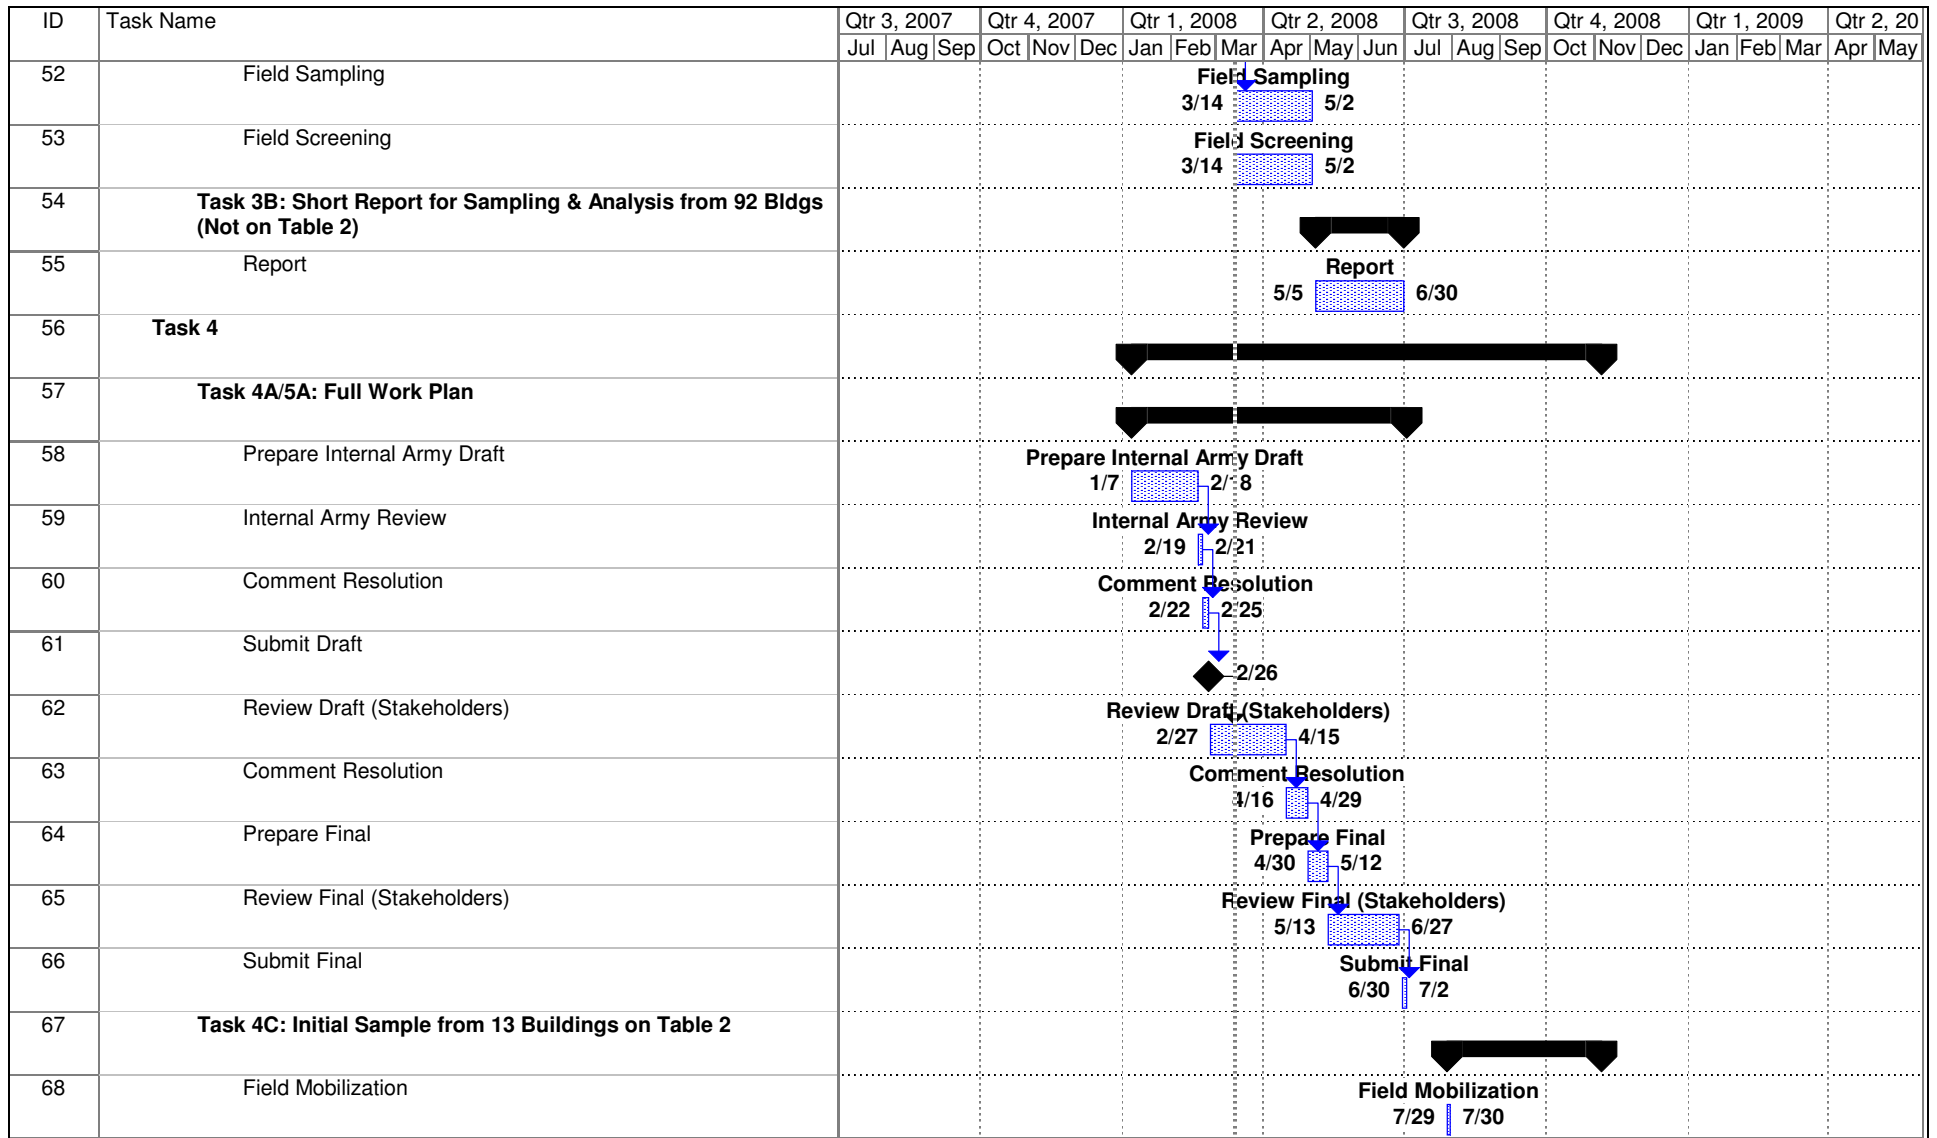 ID Task Name Qtr 3, 2007 Qtr 4, 2007 Qtr 1, 2008 Qtr 2, 2008 Qtr 3, 2008 Qtr 4, 2008 Qtr 1, 2009 Qtr 2, 20
Jul Aug Sep Oct Nov Dec Jan Feb Mar Apr May Jun Jul Aug Sep Oct Nov Dec Jan Feb Mar Apr May
52 Field Sampling Field Sampling
3/14 5/2
53 Field Screening Field Screening
3/14 5/2
54 Task 3B: Short Report for Sampling & Analysis from 92 Bldgs
(Not on Table 2)
55 Report Report
5/5 6/30
56 Task 4
57 Task 4A/5A: Full Work Plan
58 Prepare Internal Army Draft Prepare Internal Army Draft
1/7 2/18
59 Internal Army Review Internal Army Review
2/19 2/21
60 Comment Resolution Comment Resolution
2/22 2/25
61 Submit Draft
2/26
62 Review Draft (Stakeholders) Review Draft (Stakeholders)
2/27 4/15
63 Comment Resolution Comment Resolution
4/16 4/29
64 Prepare Final Prepare Final
4/30 5/12
65 Review Final (Stakeholders) Review Final (Stakeholders)
5/13 6/27
66 Submit Final Submit Final
6/30 7/2
67 Task 4C: Initial Sample from 13 Buildings on Table 2
68 Field Mobilization Field Mobilization
7/29 7/30